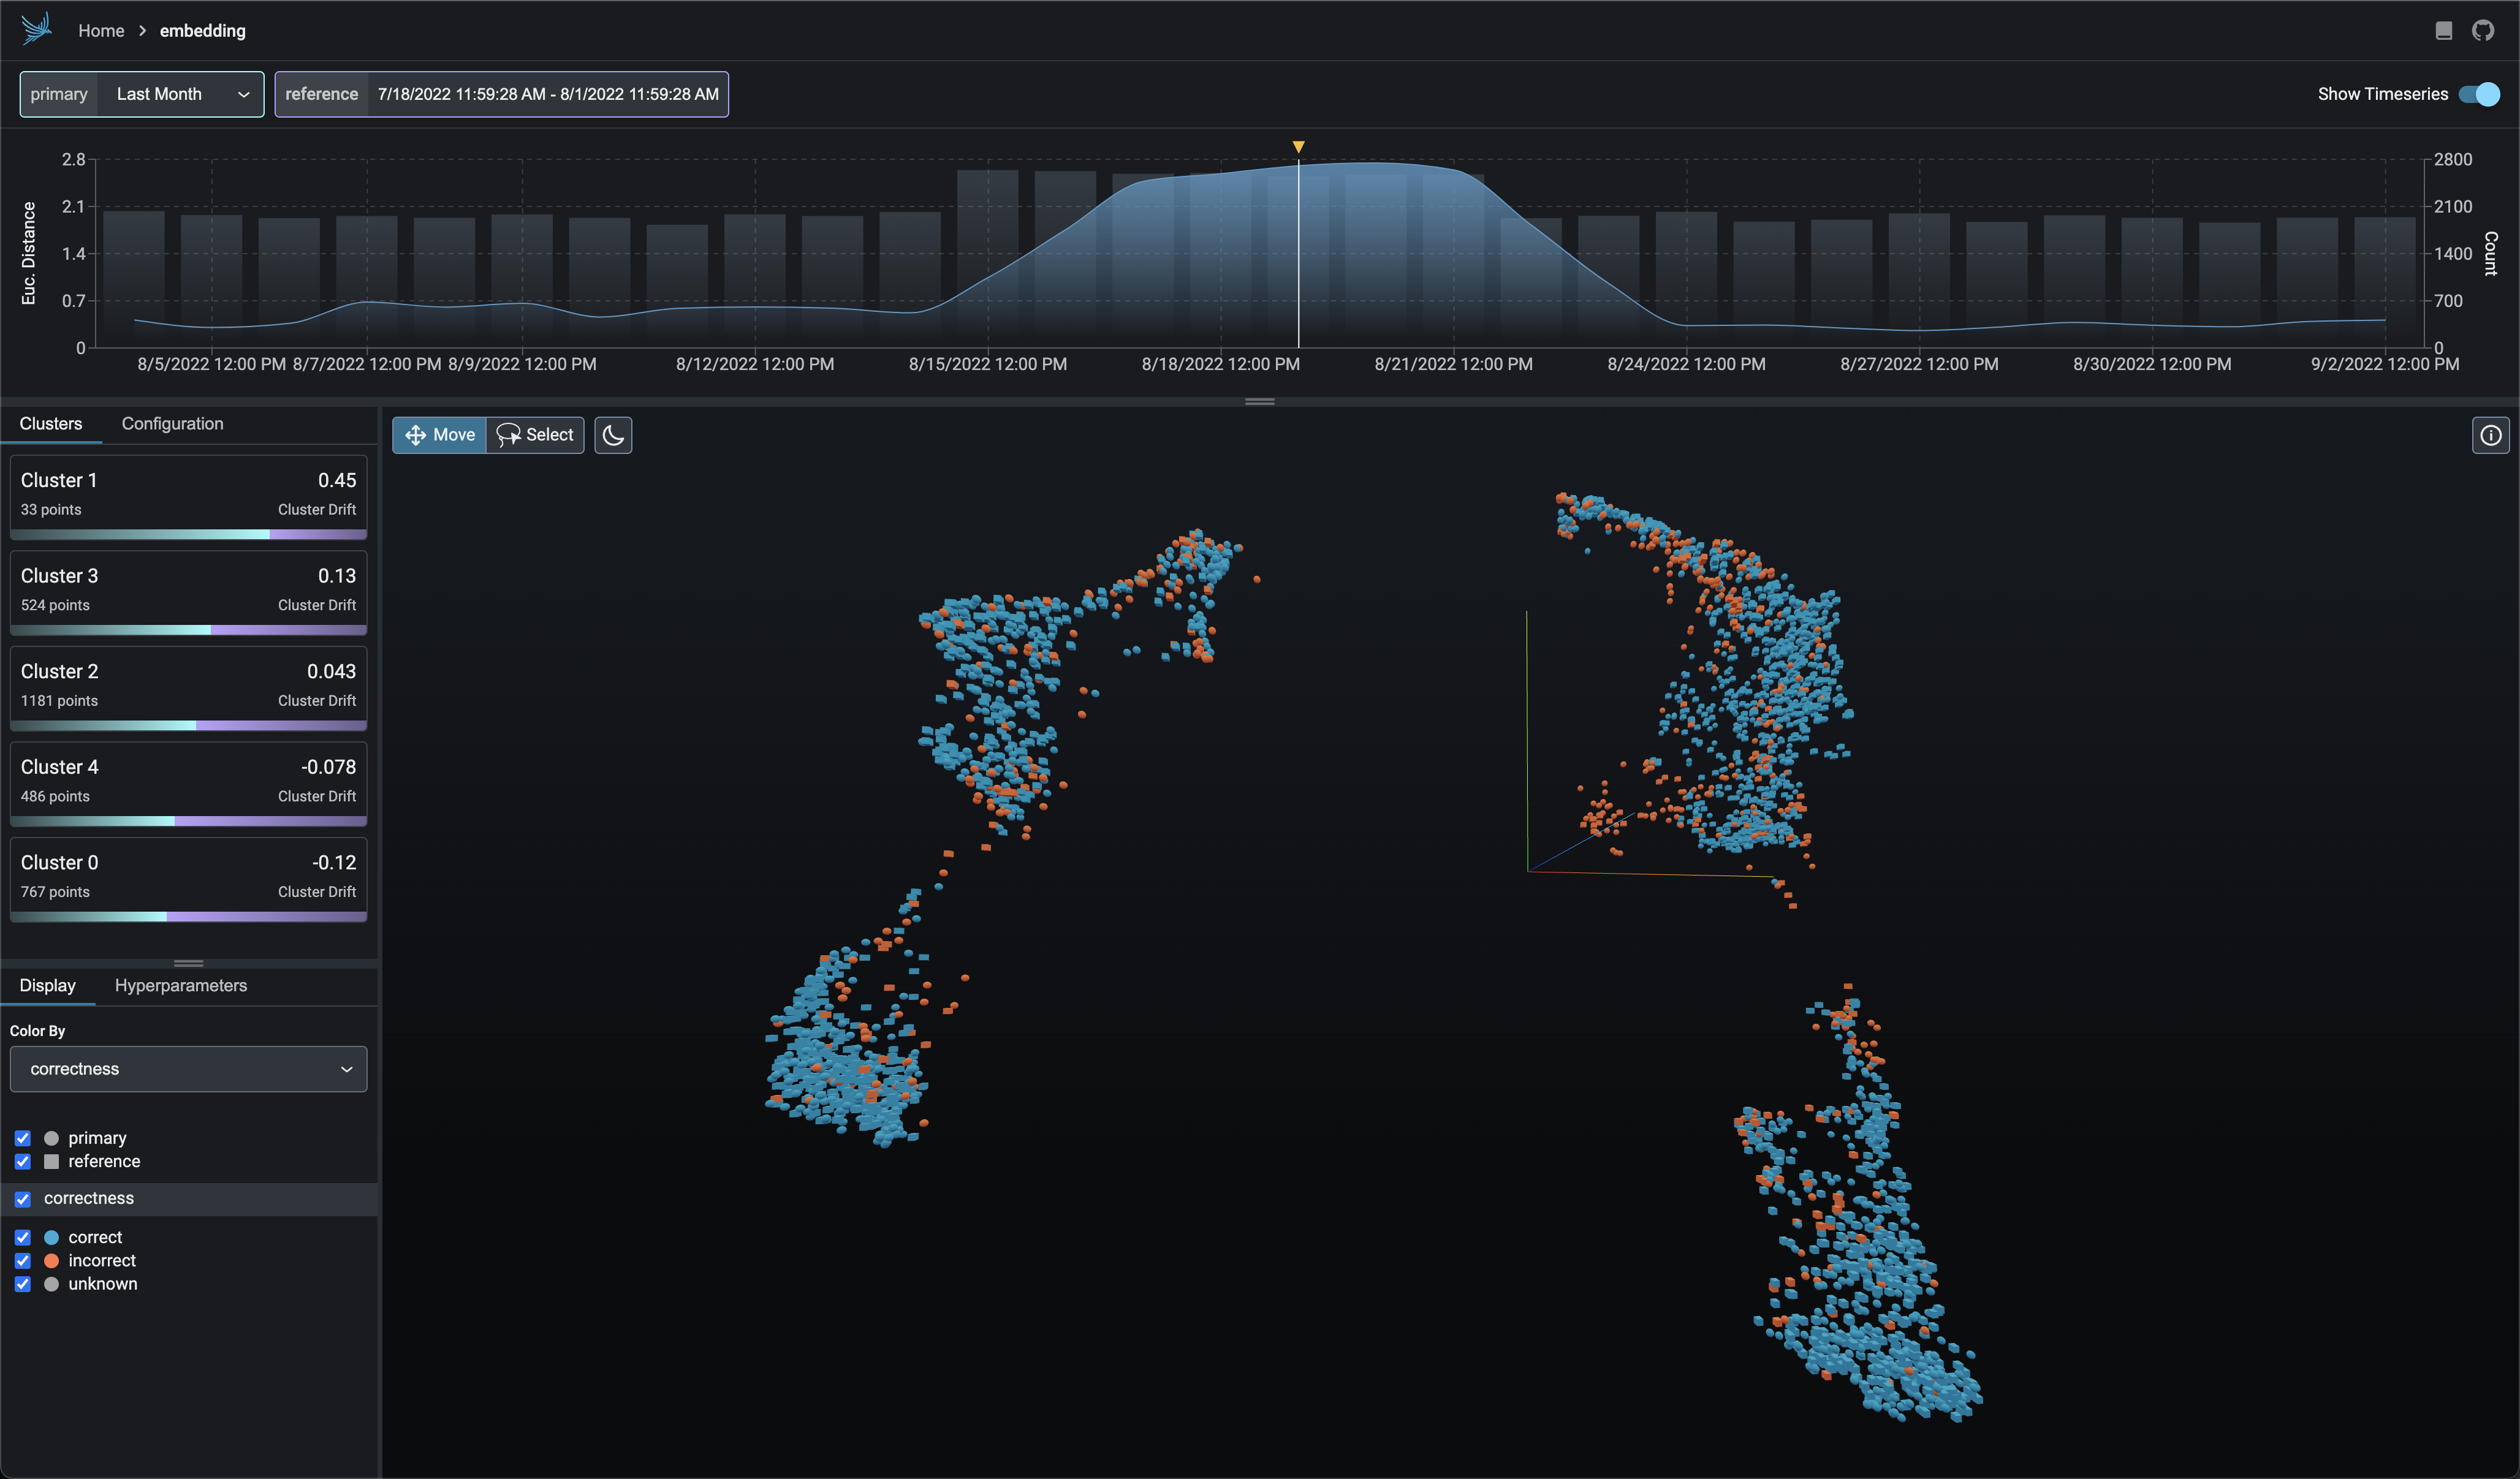 Home > embedding
primary Last Month
reference 7/18/2022 11:59:28 AM - 8/1/2022 11:59:28 AM
Show Timeseries
Euc. Distance
2.8
2.1
1.4
0.7
0
2800
2100
1400
700
0
Count
8/5/2022 12:00 PM 8/7/2022 12:00 PM 8/9/2022 12:00 PM 8/12/2022 12:00 PM 8/15/2022 12:00 PM 8/18/2022 12:00 PM 8/21/2022 12:00 PM 8/24/2022 12:00 PM 8/27/2022 12:00 PM 8/30/2022 12:00 PM 9/2/2022 12:00 PM
Clusters Configuration
Cluster 1 0.45
33 points Cluster Drift
Cluster 3 0.13
524 points Cluster Drift
Cluster 2 0.043
1181 points Cluster Drift
Cluster 4 -0.078
486 points Cluster Drift
Cluster 0 -0.12
767 points Cluster Drift
Move Select
Display Hyperparameters
Color By
correctness
primary
reference
correctness
correct
incorrect
unknown